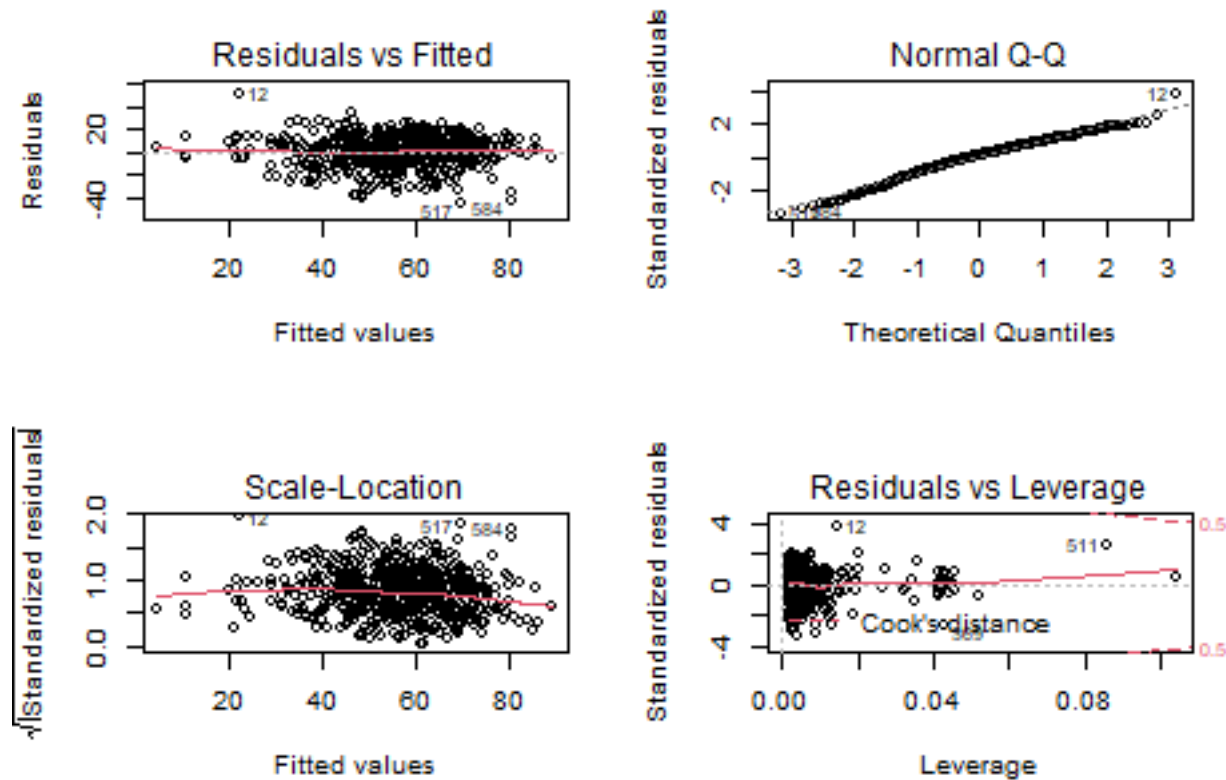 Residuals vs Fitted
Residuals
20
-40
12
517
584
20 40 60 80
Fitted values
Normal Q-Q
Standardized residuals
2
-2
12
-3 -2 -1 0 1 2 3
Theoretical Quantiles
Scale-Location
√|Standardized residuals|
2.0
1.0
0.0
12
517
584
20 40 60 80
Fitted values
Residuals vs Leverage
Standardized residuals
4
0
-4
12
511
0.5
Cook's distance
0.5
0.00 0.04 0.08
Leverage